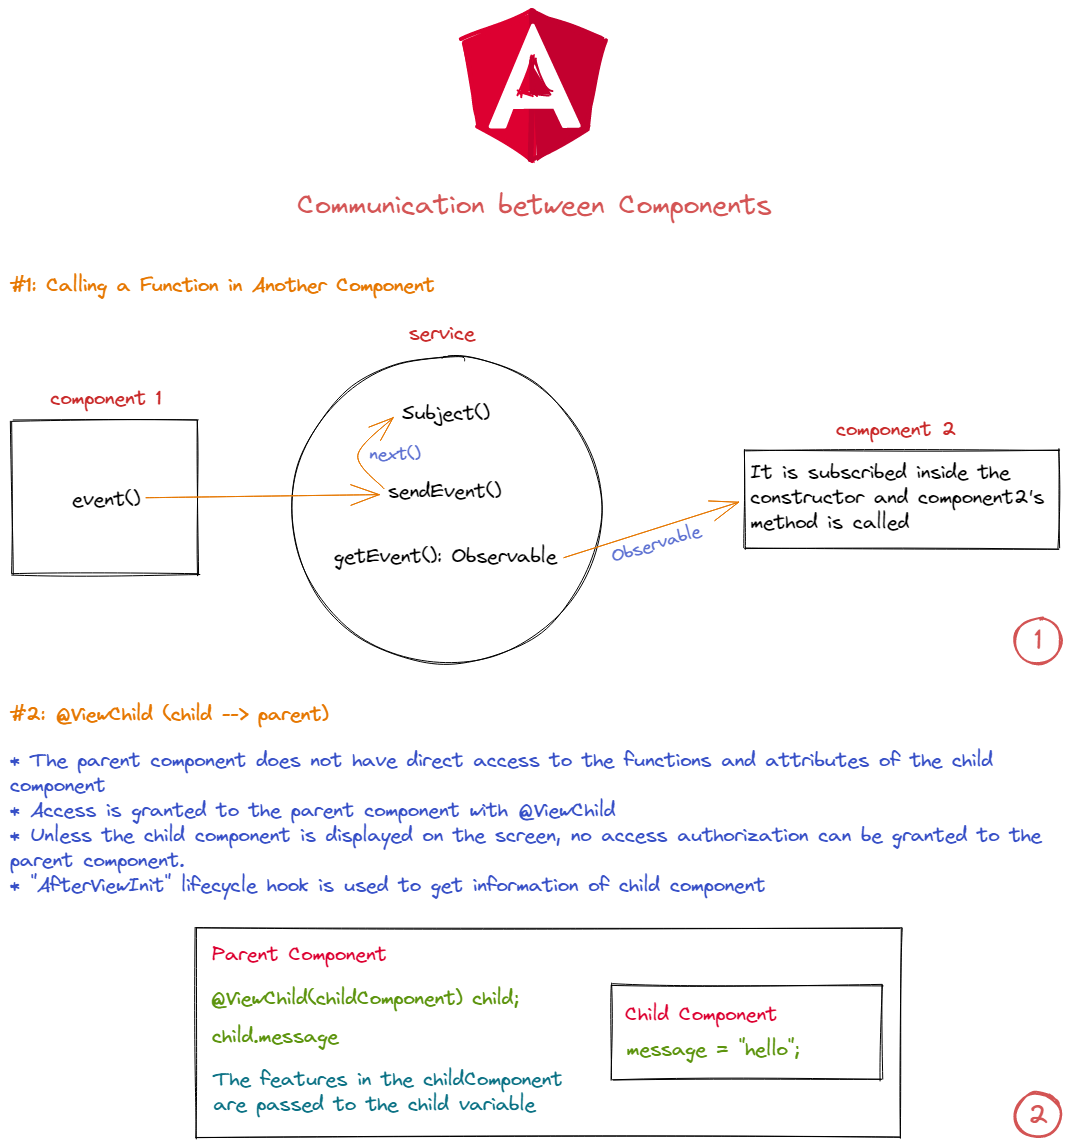 Communication between Components
#1: Calling a Function in Another Component
service
component 1
Subject()
next()
event()
sendEvent()
getEvent(): Observable
Observable
component 2
It is subscribed inside the
constructor and component2's
method is called
1
#2: @ViewChild (child --> parent)
* The parent component does not have direct access to the functions and attributes of the child
component
* Access is granted to the parent component with @ViewChild
* Unless the child component is displayed on the screen, no access authorization can be granted to the
parent component.
* "AfterViewInit" lifecycle hook is used to get information of child component
Parent Component
@ViewChild(childComponent) child;
child.message
The features in the childComponent
are passed to the child variable
Child Component
message = "hello";
2